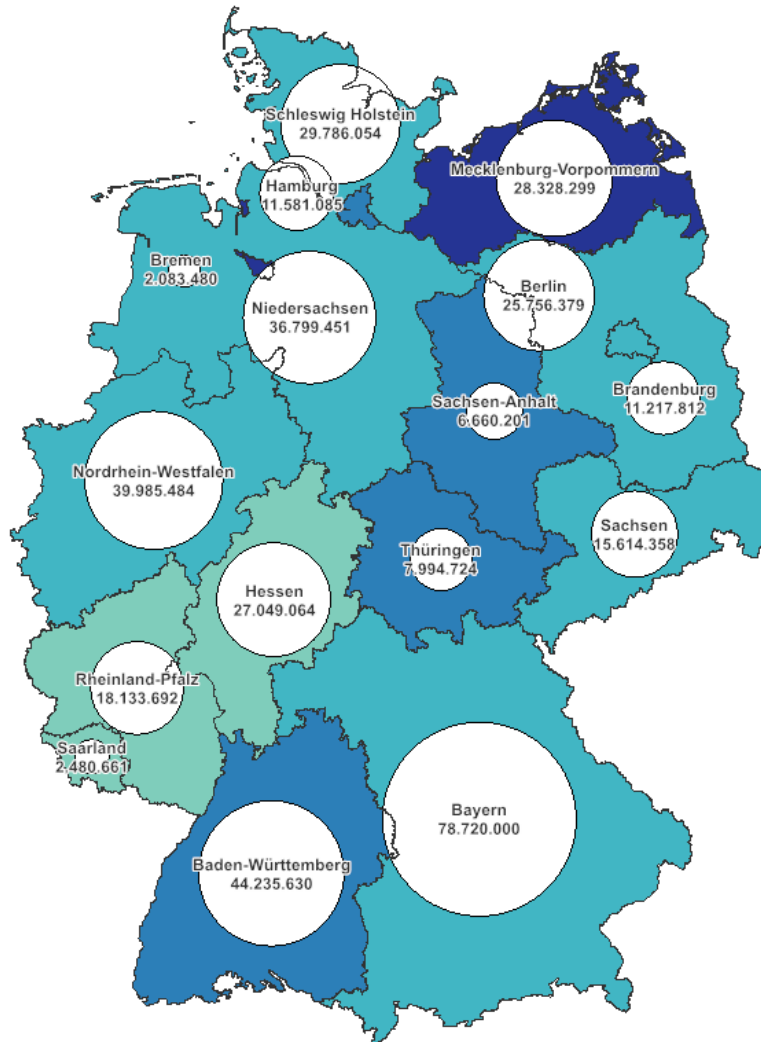 Schleswig Holstein
29.786.054
Mecklenburg-Vorpommern
28.328.299
Hamburg
11.581.085
Bremen
2.083.480
Berlin
25.756.379
Niedersachsen
36.799.451
Brandenburg
11.217.812
Sachsen-Anhalt
6.660.201
Nordrhein-Westfalen
39.985.484
Sachsen
15.614.358
Thüringen
7.994.724
Hessen
27.049.064
Rheinland-Pfalz
18.133.692
Saarland
2.480.661
Bayern
78.720.000
Baden-Württemberg
44.235.630